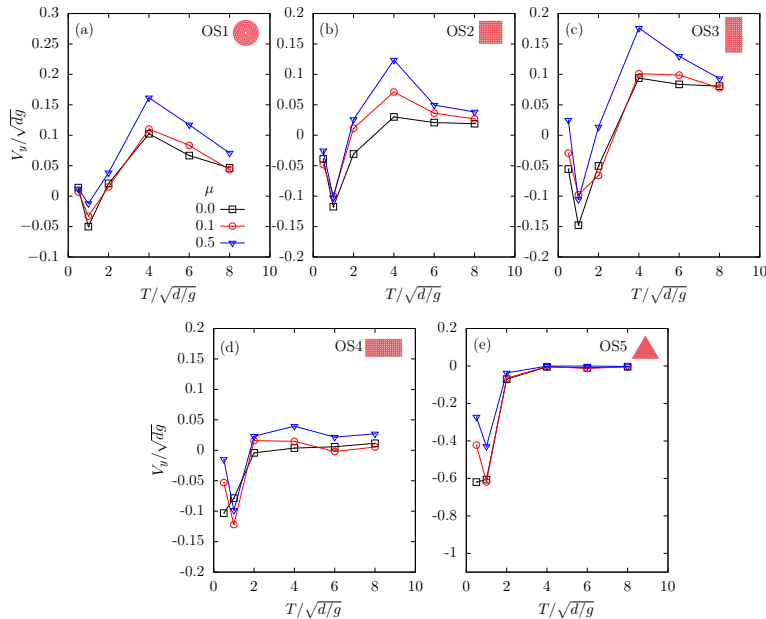 (a) OS1
0.3
0.25
0.2
0.15
0.1
0.05
0
−0.05
−0.1
V_y/√dg
μ
0.0
0.1
0.5
0 2 4 6 8 10
T/√d/g
(b) OS2
0.2
0.15
0.1
0.05
0
-0.05
-0.1
-0.15
-0.2
0 2 4 6 8 10
T/√d/g
(c) OS3
0.2
0.15
0.1
0.05
0
-0.05
-0.1
-0.15
-0.2
0 2 4 6 8 10
T/√d/g
(d) OS4
0.2
0.15
0.1
0.05
0
-0.05
-0.1
-0.15
-0.2
V_y/√dg
0 2 4 6 8 10
T/√d/g
(e) OS5
0.2
0
-0.2
-0.4
-0.6
-0.8
-1
0 2 4 6 8 10
T/√d/g